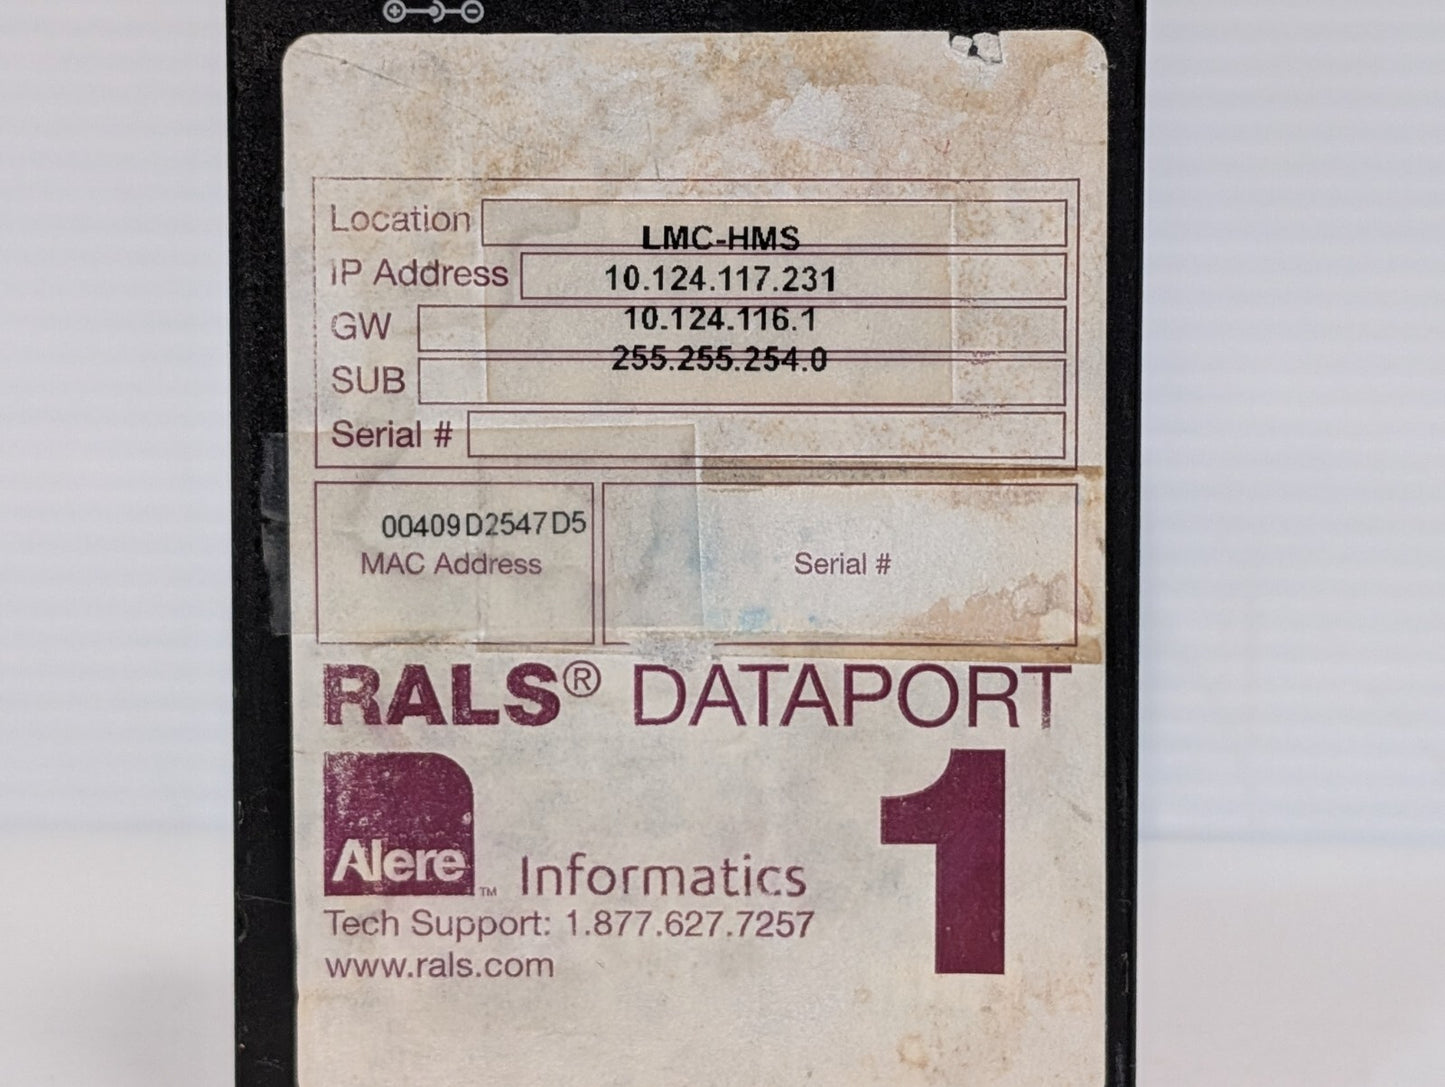 Location LMC-HMS
IP Address 10.124.117.231
GW 10.124.116.1
SUB 255.255.254.0
Serial #
00409D2547D5
MAC Address
Serial #
RALS® DATAPORT
1
Alere™ Informatics
Tech Support: 1.877.627.7257
www.rals.com